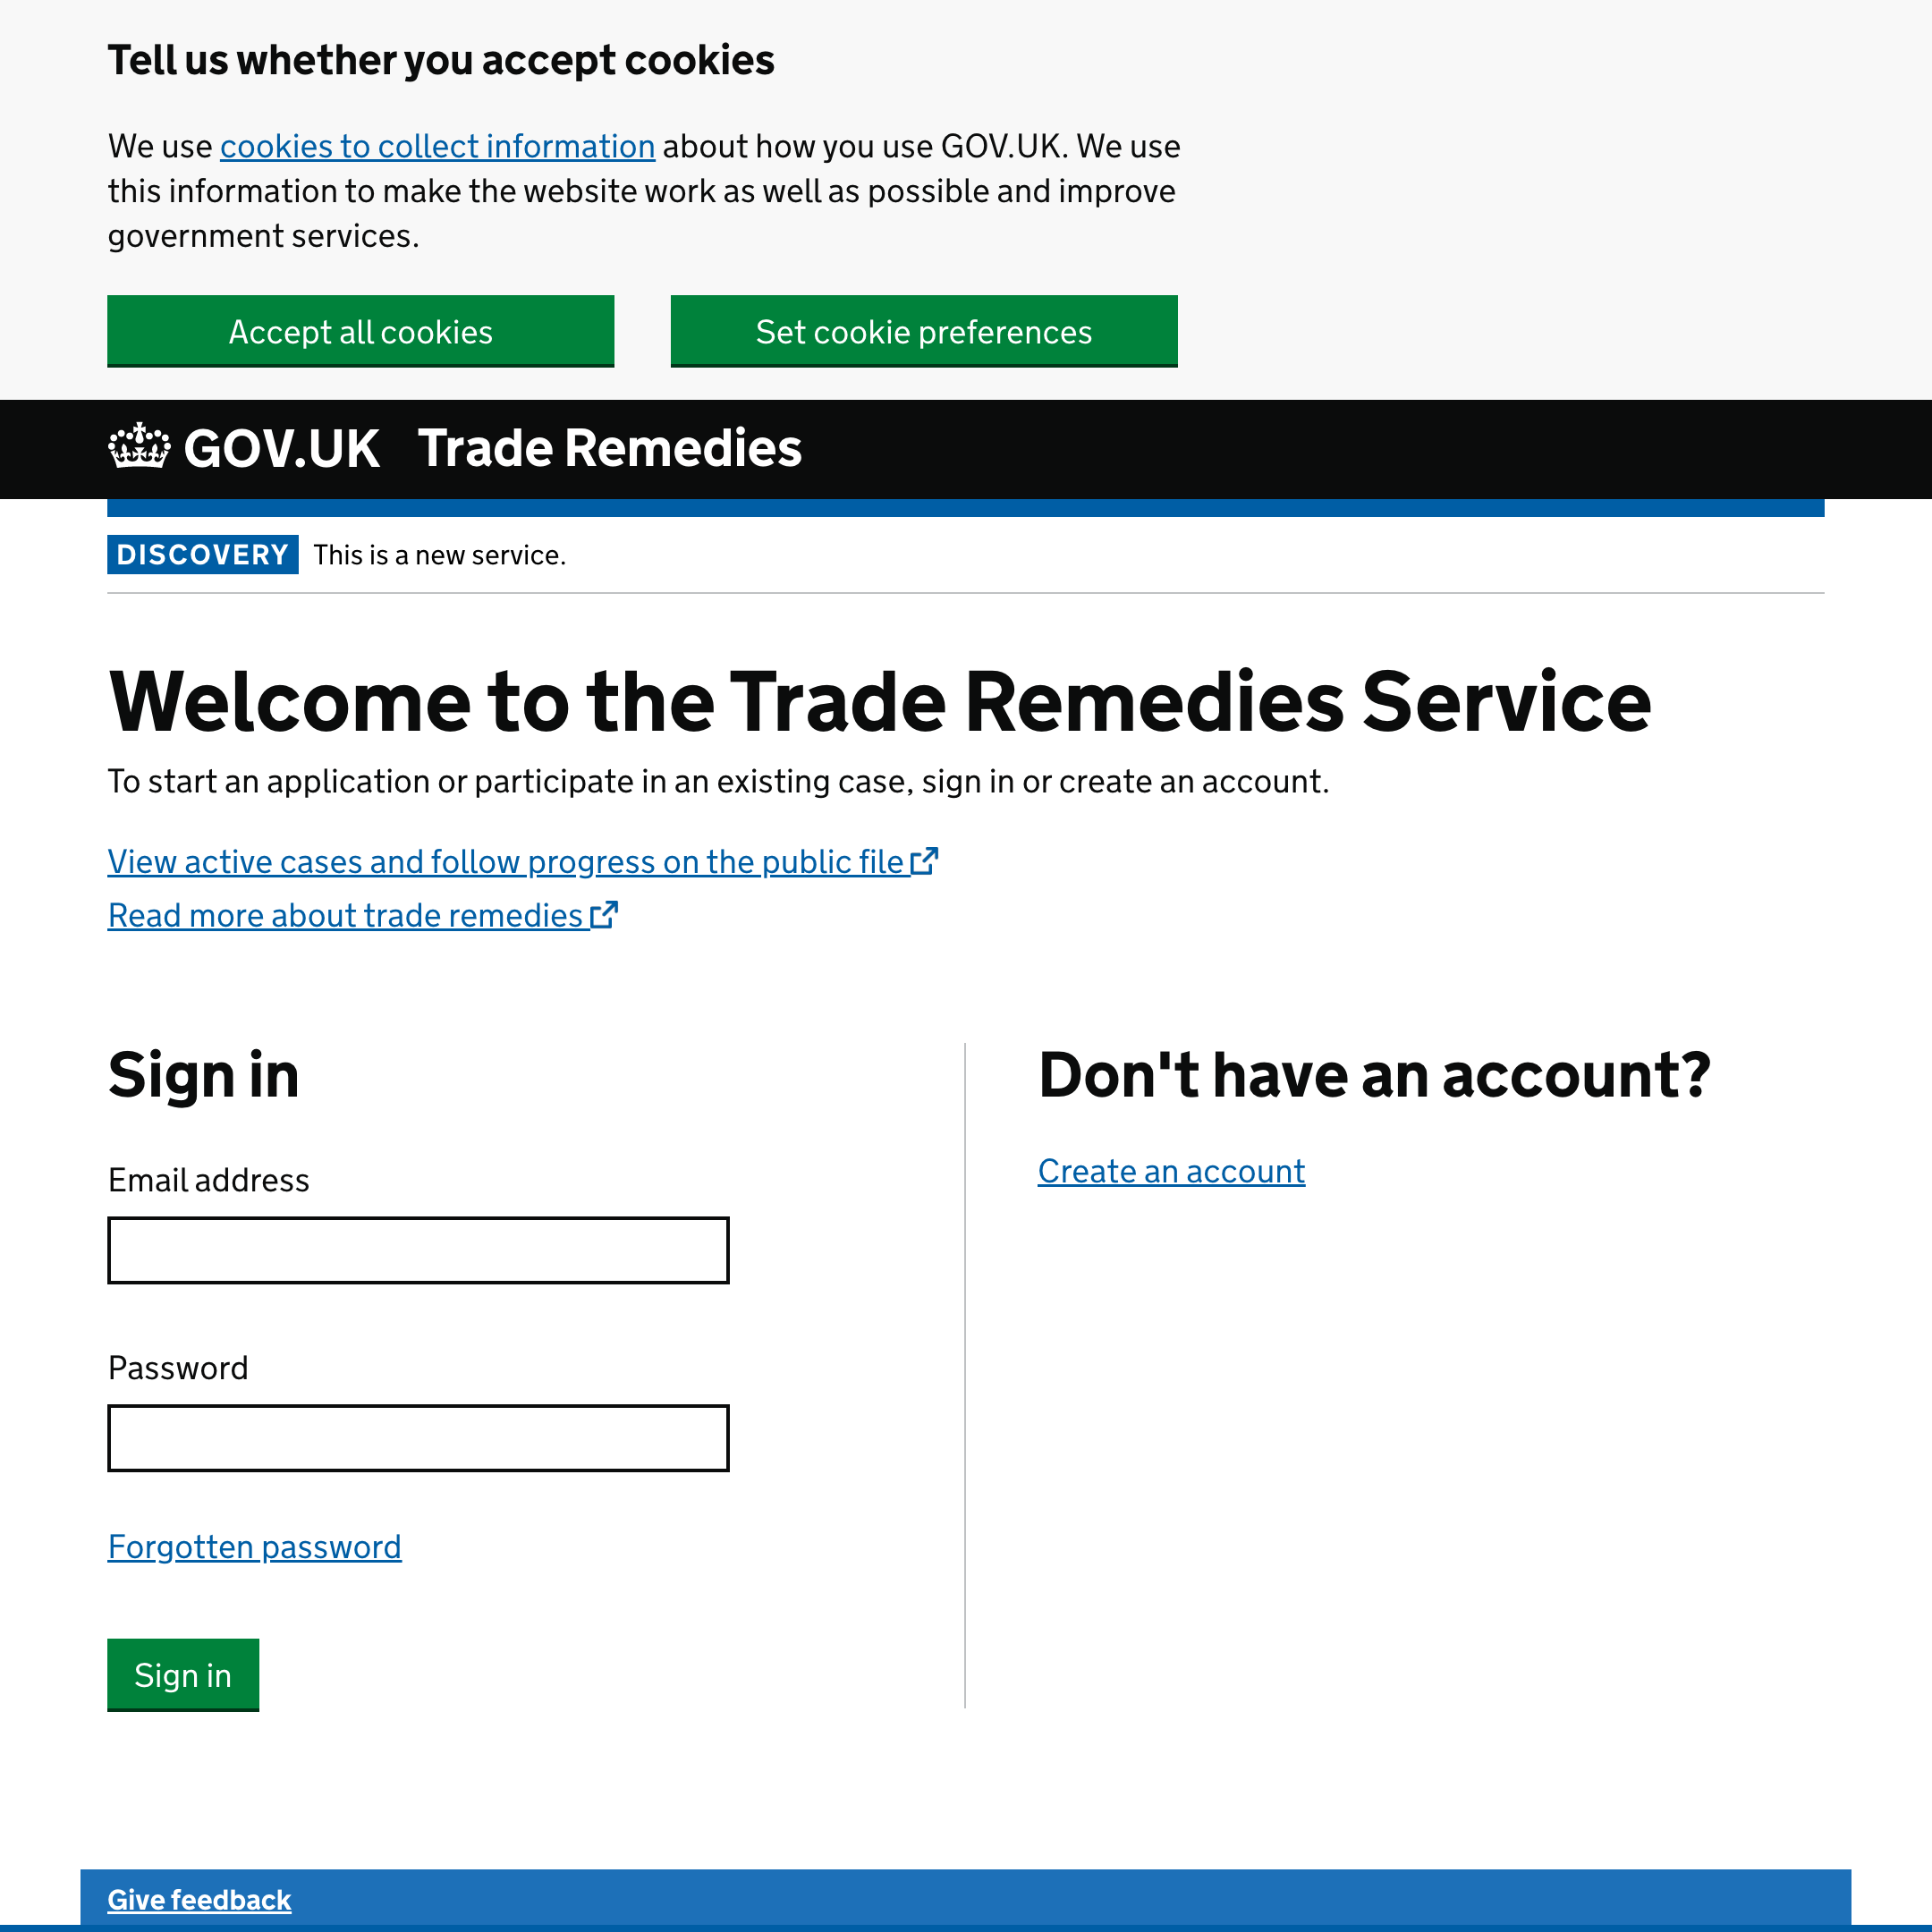 Tell us whether you accept cookies
We use cookies to collect information about how you use GOV.UK. We use
this information to make the website work as well as possible and improve
government services.
Accept all cookies
Set cookie preferences
GOV.UK Trade Remedies
DISCOVERY This is a new service.
Welcome to the Trade Remedies Service
To start an application or participate in an existing case, sign in or create an account.
View active cases and follow progress on the public file
Read more about trade remedies
Sign in
Email address
Password
Forgotten password
Sign in
Don't have an account?
Create an account
Give feedback